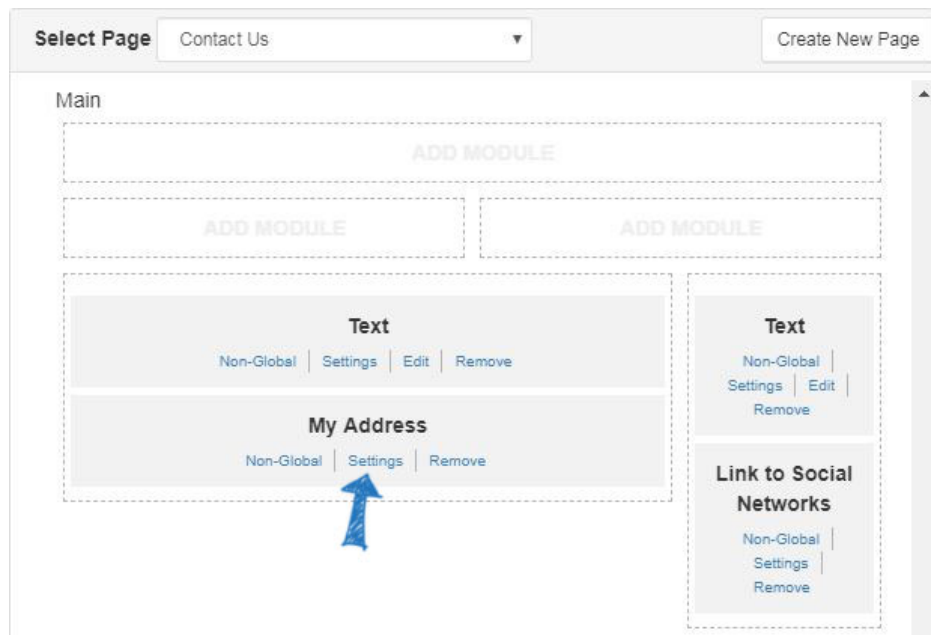 Select Page Contact Us Create New Page
Main
ADD MODULE
ADD MODULE ADD MODULE
Text
Non-Global Settings Edit Remove
My Address
Non-Global Settings Remove
Text
Non-Global
Settings Edit
Remove
Link to Social
Networks
Non-Global
Settings
Remove